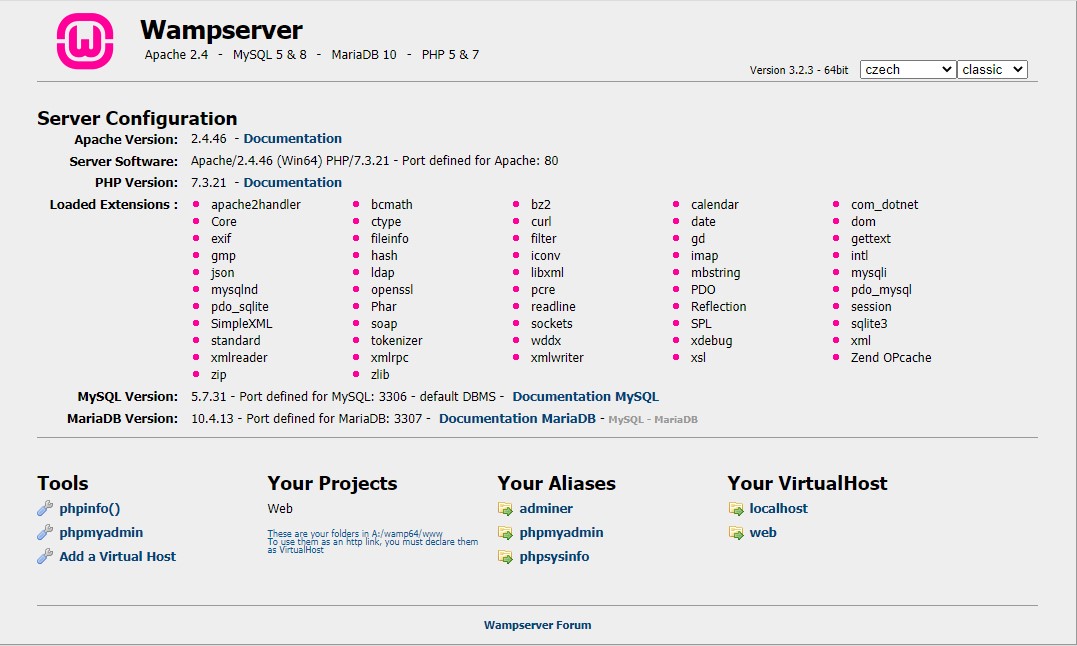 Wampserver
Apache 2.4 - MySQL 5 & 8 - MariaDB 10 - PHP 5 & 7
Version 3.2.3 - 64bit czech classic
Server Configuration
Apache Version: 2.4.46 - Documentation
Server Software: Apache/2.4.46 (Win64) PHP/7.3.21 - Port defined for Apache: 80
PHP Version: 7.3.21 - Documentation
Loaded Extensions : apache2handler bcmath bz2 calendar com_dotnet
Core ctype curl date dom
exif fileinfo filter gd gettext
gmp hash iconv imap intl
json ldap libxml mbstring mysqli
mysqlnd openssl pcre PDO pdo_mysql
pdo_sqlite Phar readline Reflection session
SimpleXML soap sockets SPL sqlite3
standard tokenizer wddx xdebug xml
xmlreader xmlrpc xmlwriter xsl Zend OPcache
zip zlib
MySQL Version: 5.7.31 - Port defined for MySQL: 3306 - default DBMS - Documentation MySQL
MariaDB Version: 10.4.13 - Port defined for MariaDB: 3307 - Documentation MariaDB - MySQL - MariaDB
Tools
phpinfo()
phpmyadmin
Add a Virtual Host
Your Projects
Web
These are your folders in A:/wamp64/www
To use them as an http link, you must declare them
as VirtualHost
Your Aliases
adminer
phpmyadmin
phpsysinfo
Your VirtualHost
localhost
web
Wampserver Forum